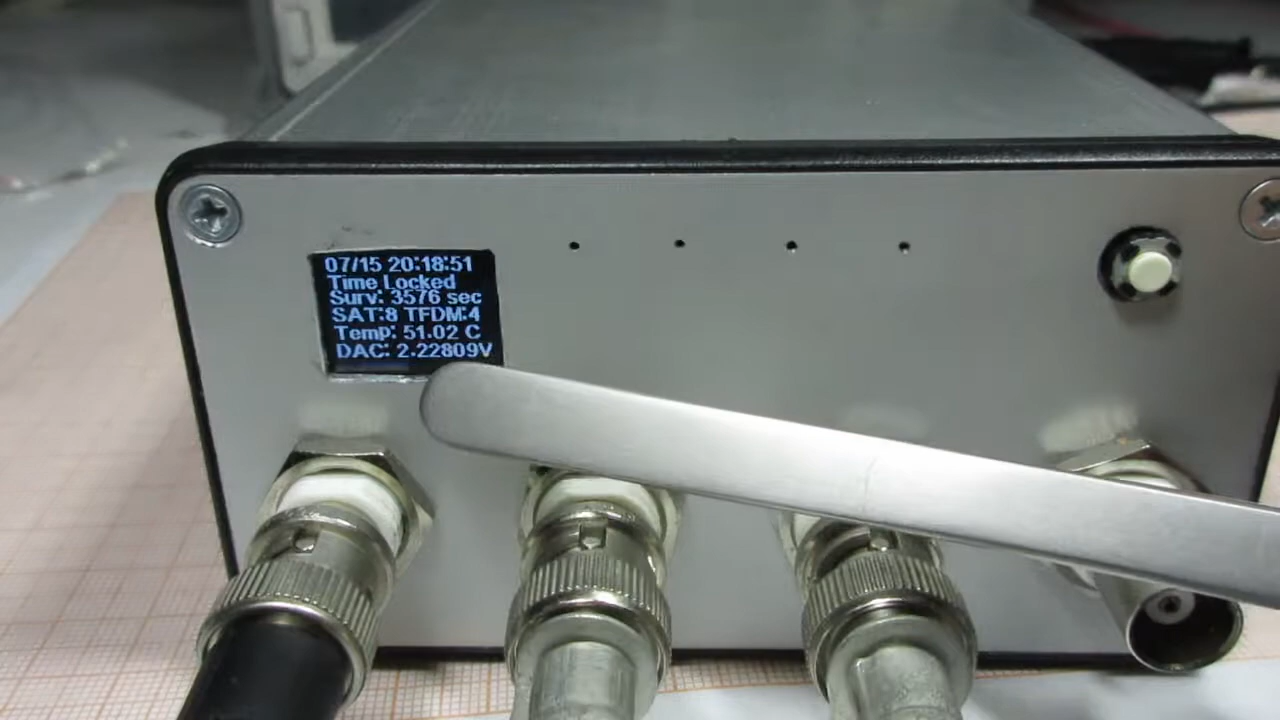 07/15 20:18:51
Time Locked
Surv: 3576 sec
SAT:8 TFDM:4
Temp: 51.02 C
DAC: 2.22809V